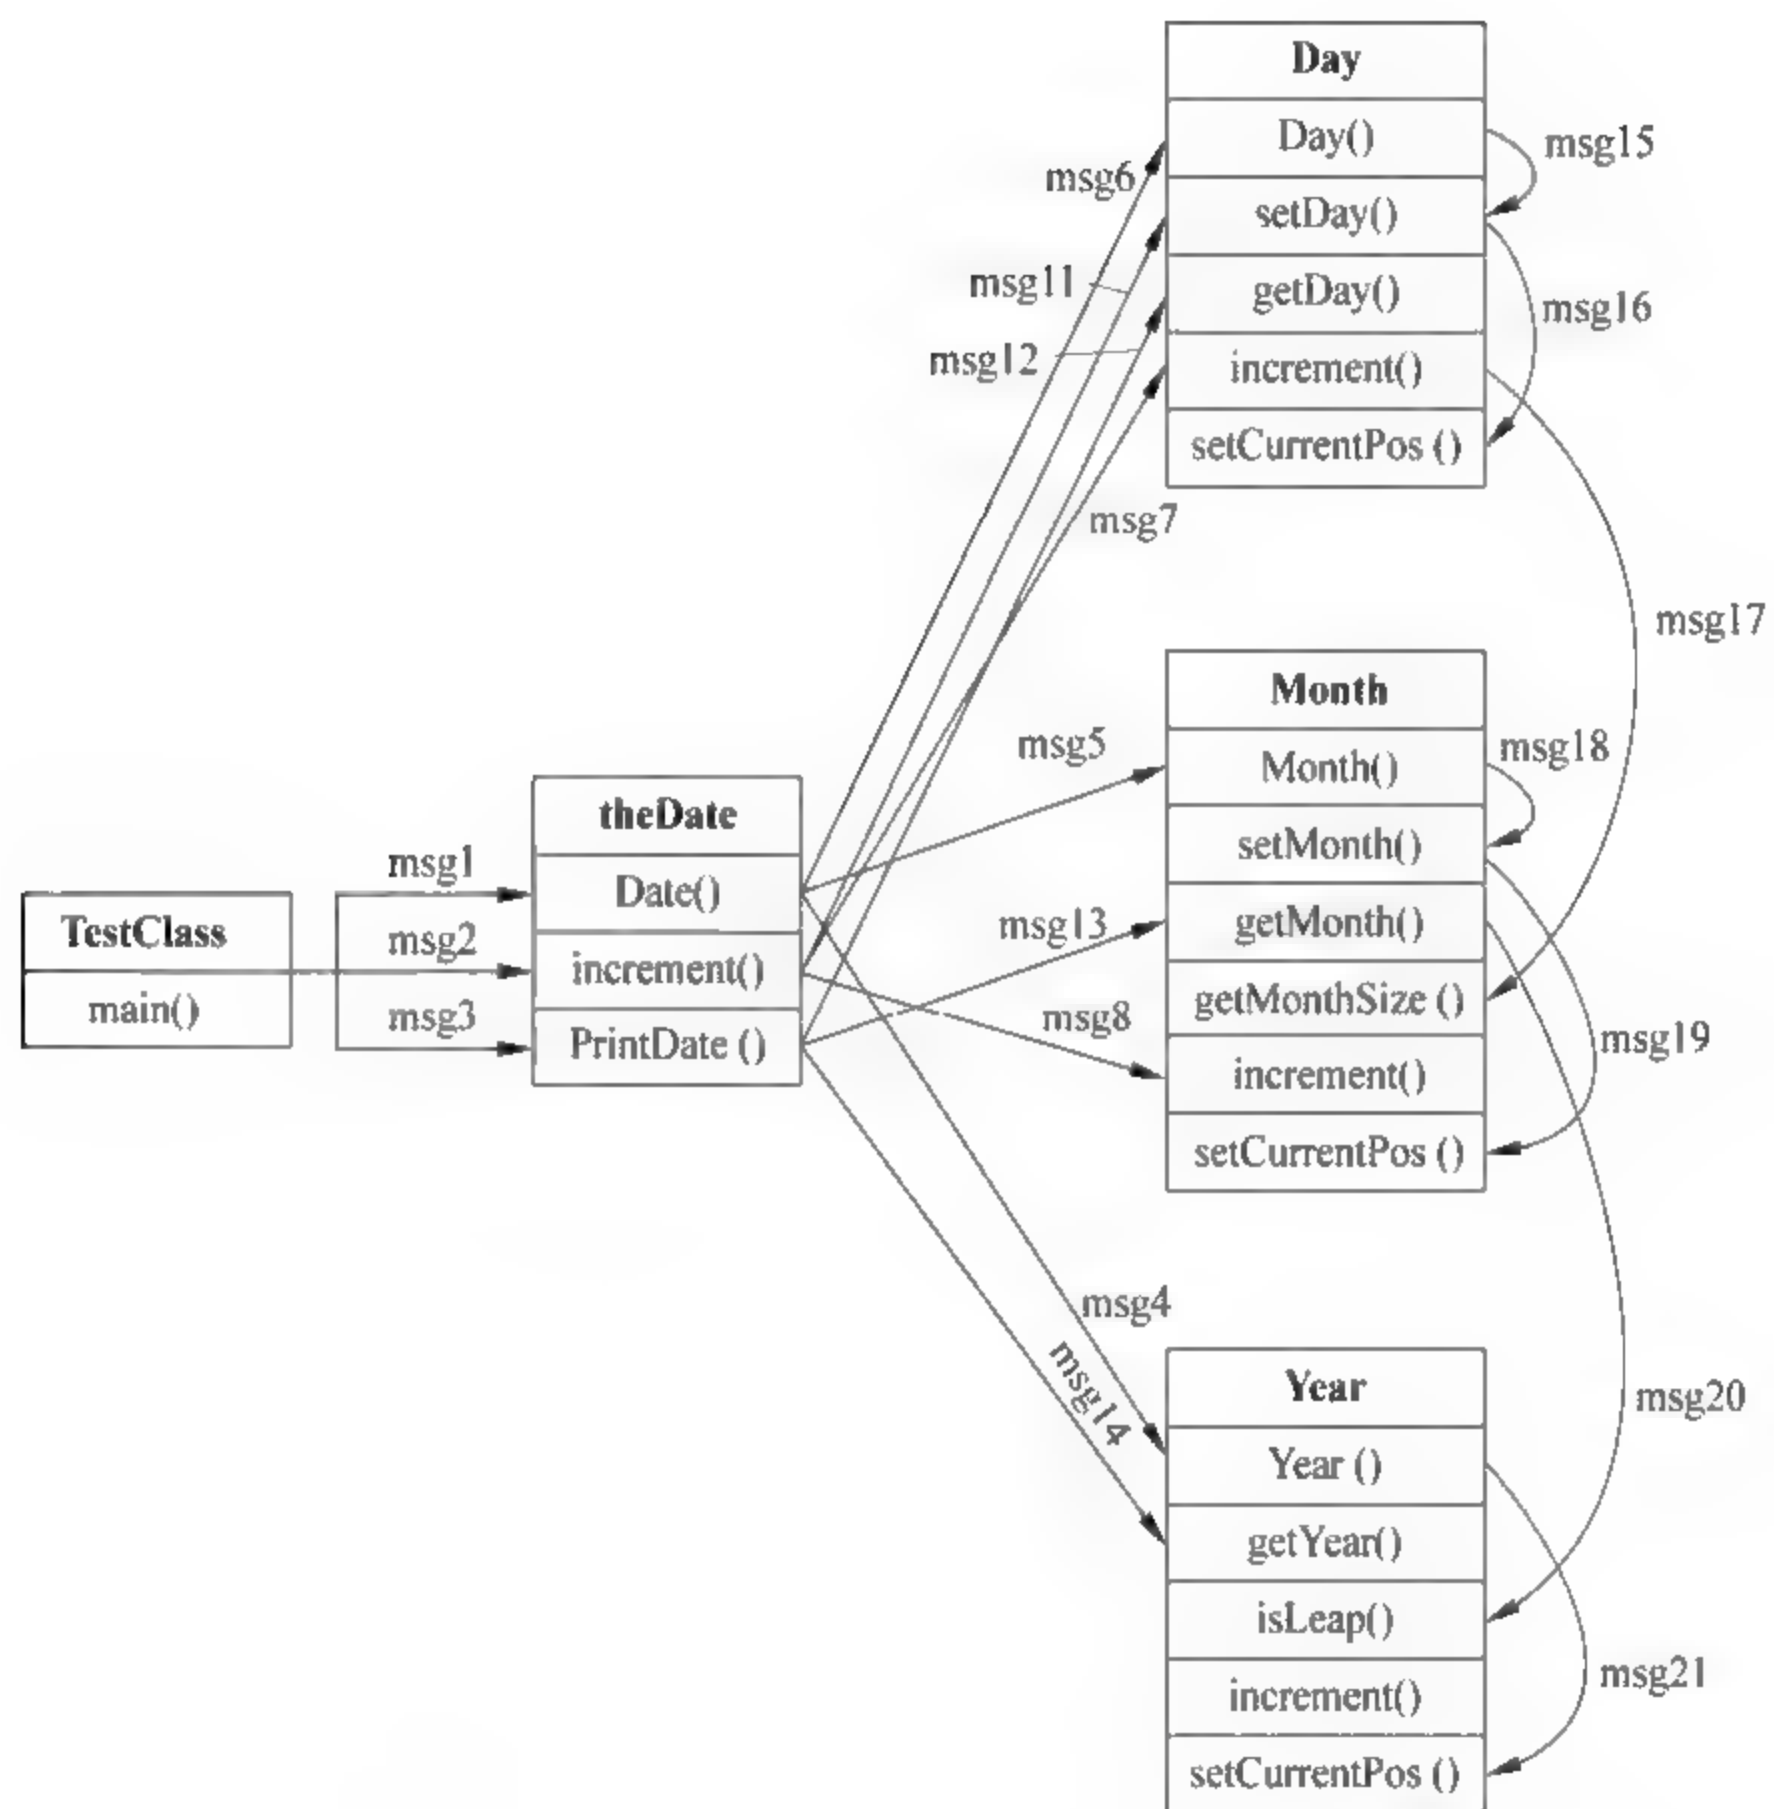 TestClass
main()
msg1
msg2
msg3
theDate
Date()
increment()
PrintDate ()
msg6
msg11
msg12
msg7
msg5
msg13
msg8
msg4
msg14
Day
Day()
setDay()
getDay()
increment()
setCurrentPos ()
msg15
msg16
msg17
Month
Month()
setMonth()
getMonth()
getMonthSize ()
increment()
setCurrentPos ()
msg18
msg19
msg20
Year
Year ()
getYear()
isLeap()
increment()
setCurrentPos ()
msg21